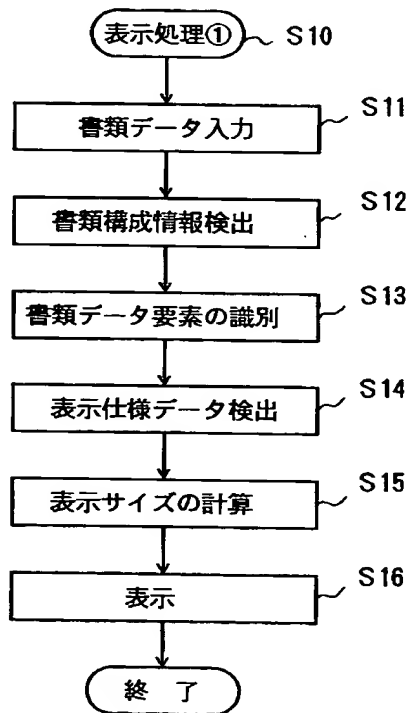 表示処理① S10
書類データ入力 S11
書類構成情報検出 S12
書類データ要素の識別 S13
表示仕様データ検出 S14
表示サイズの計算 S15
表示 S16
終 了